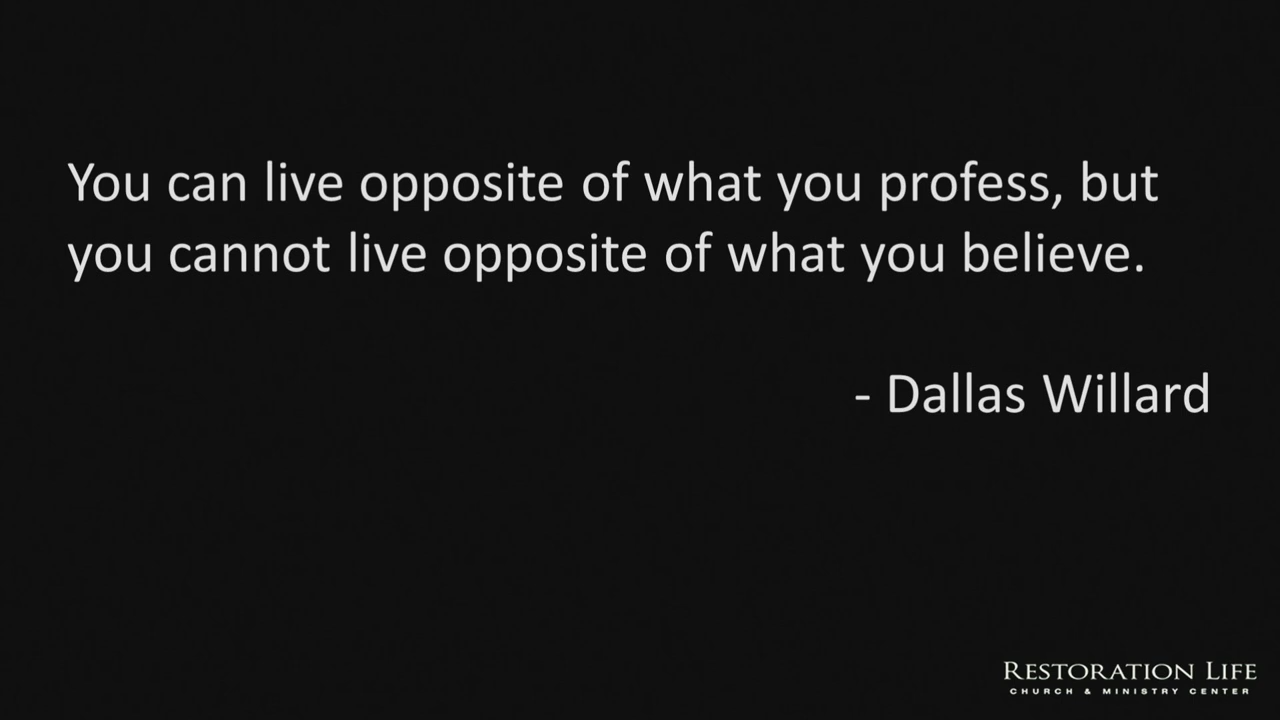 You can live opposite of what you profess, but
you cannot live opposite of what you believe.
- Dallas Willard
RESTORATION LIFE
CHURCH & MINISTRY CENTER